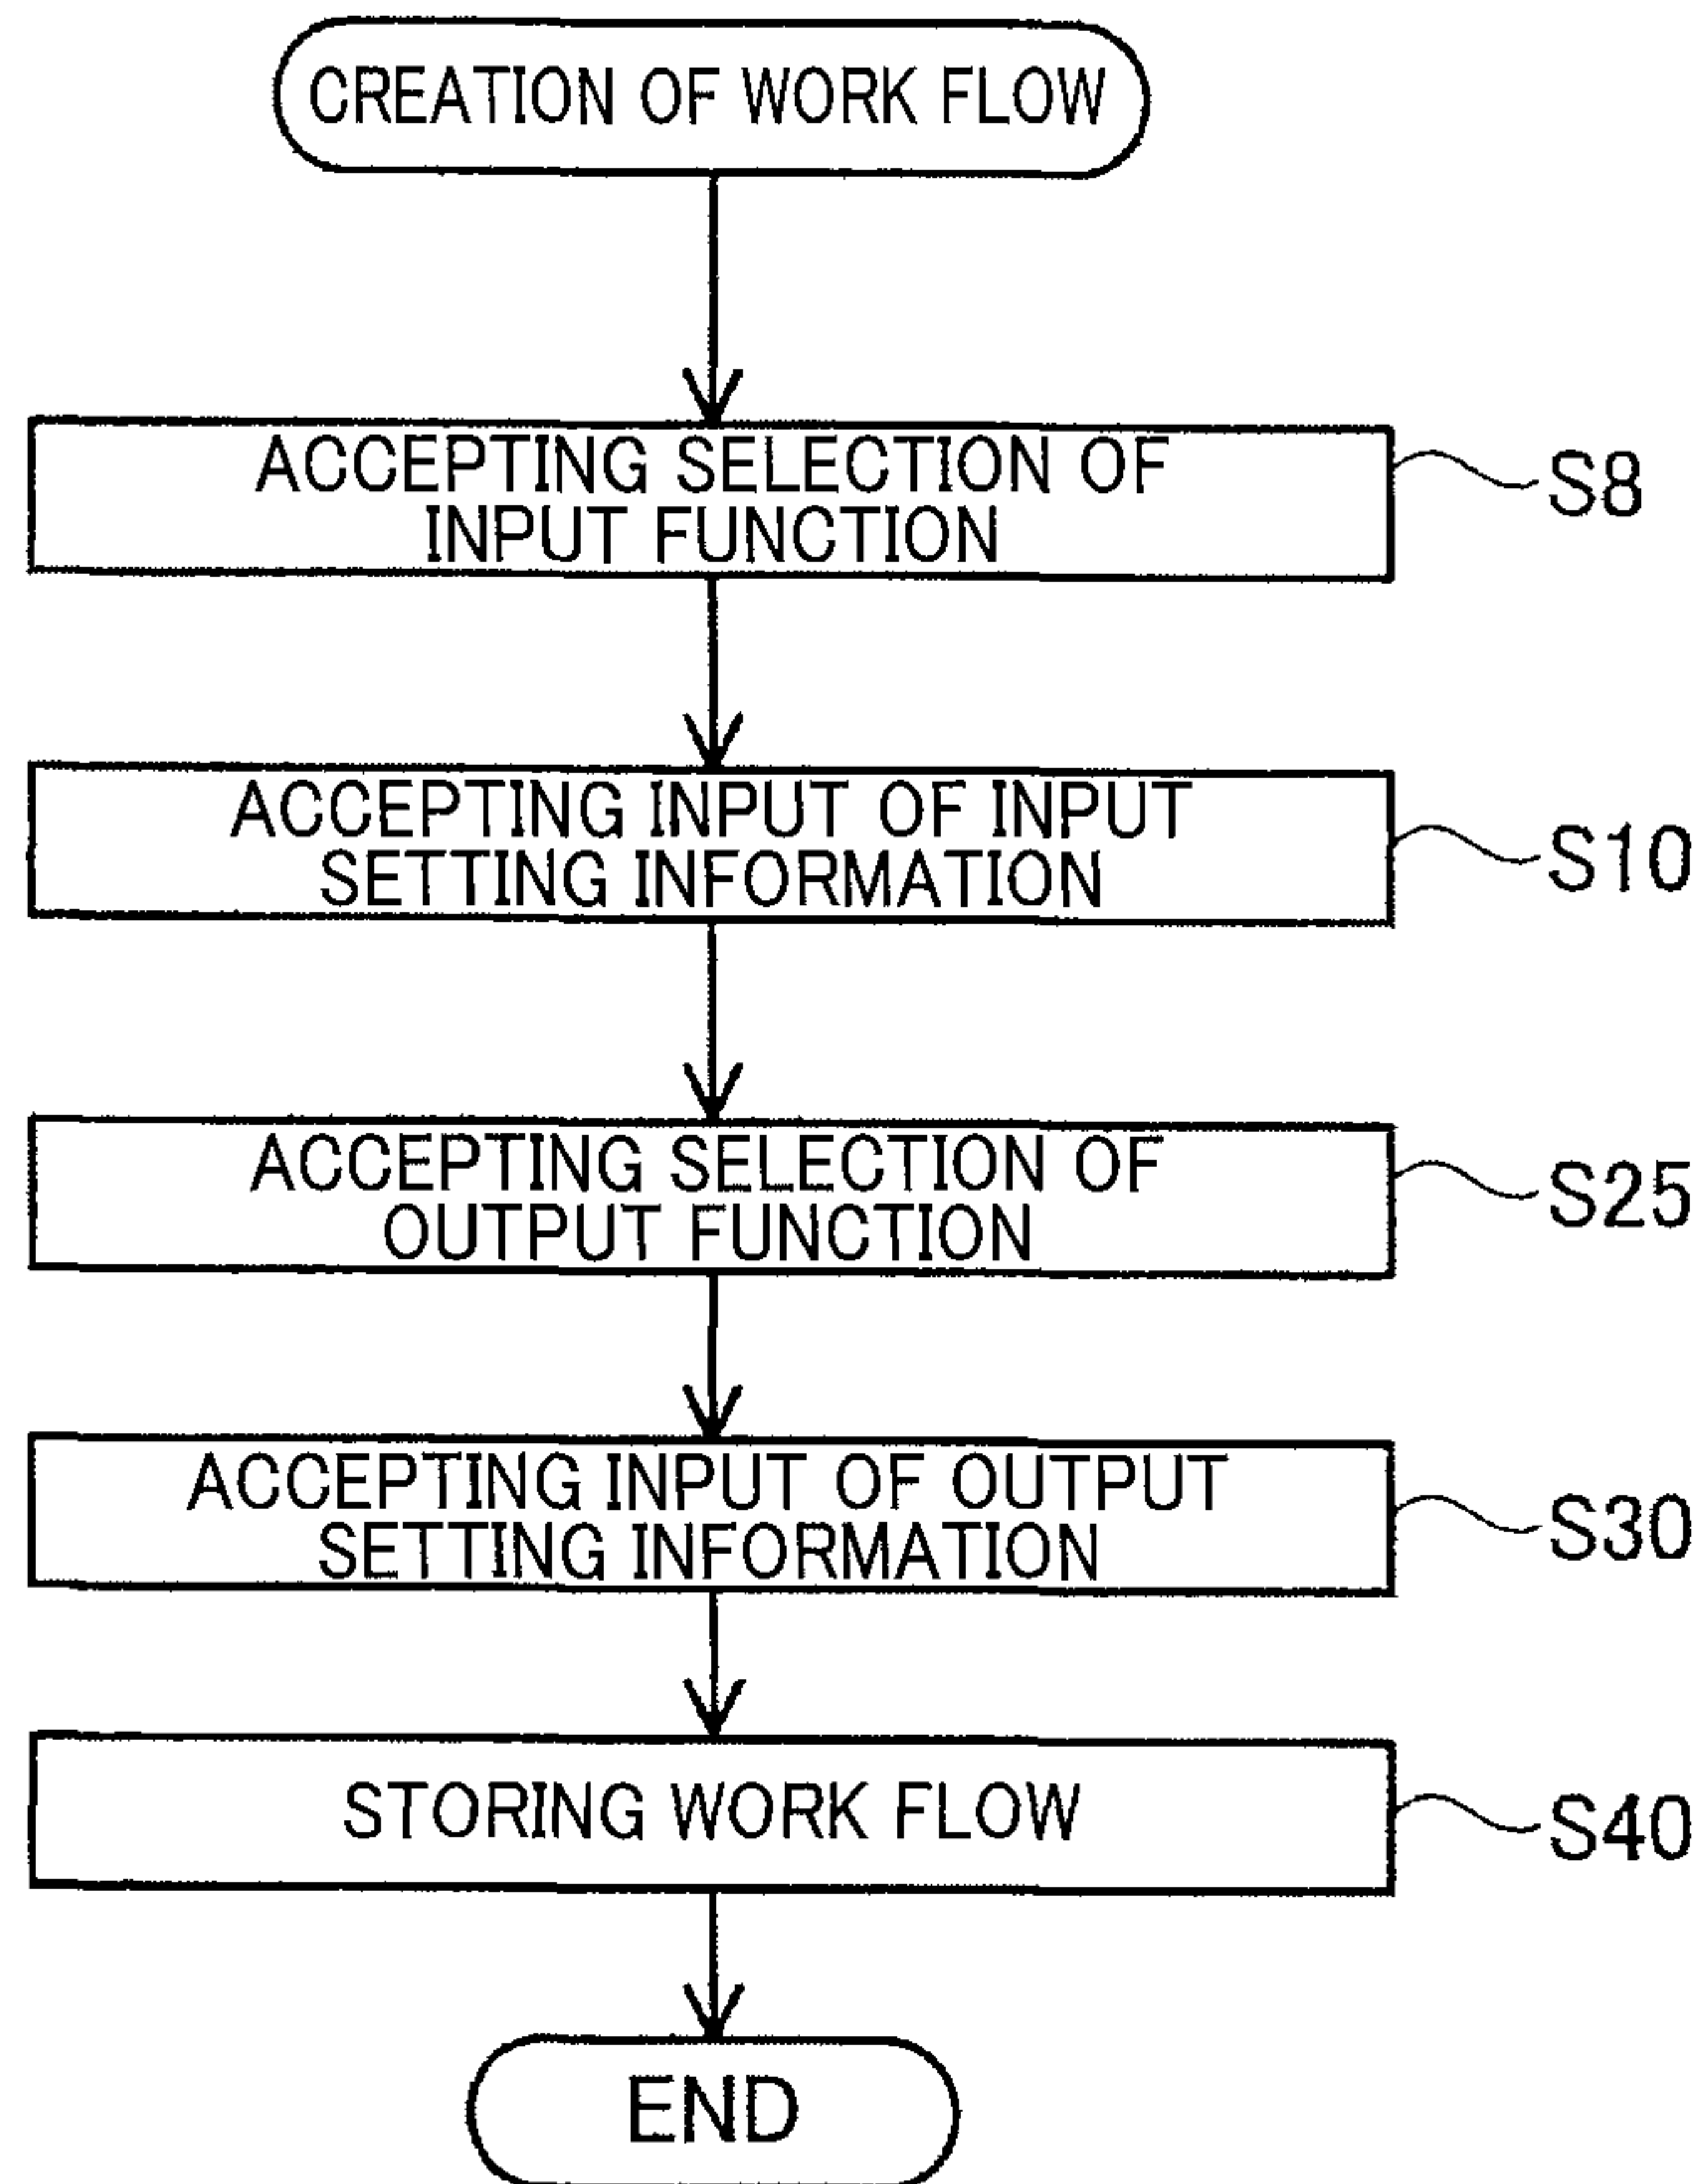 CREATION OF WORK FLOW
ACCEPTING SELECTION OF
INPUT FUNCTION
S8
ACCEPTING INPUT OF INPUT
SETTING INFORMATION
S10
ACCEPTING SELECTION OF
OUTPUT FUNCTION
S25
ACCEPTING INPUT OF OUTPUT
SETTING INFORMATION
S30
STORING WORK FLOW
S40
END